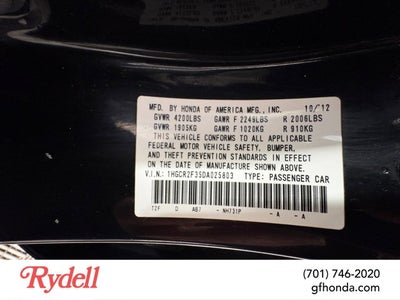 MFD. BY HONDA OF AMERICA MFG., INC. 10/12
GVWR 4200LBS GAWR F 2249LBS R 2006LBS
GVWR 1905KG GAWR F 1020KG R 910KG
THIS VEHICLE CONFORMS TO ALL APPLICABLE
FEDERAL MOTOR VEHICLE SAFETY, BUMPER,
AND THEFT PREVENTION STANDARDS IN EFFECT
ON THE DATE OF MANUFACTURE SHOWN ABOVE.
V.I.N.: 1HGCR2F35DA025803 TYPE: PASSENGER CAR
T2F D AB7 - NH731P - A - A
Rydell
(701) 746-2020
gfhonda.com